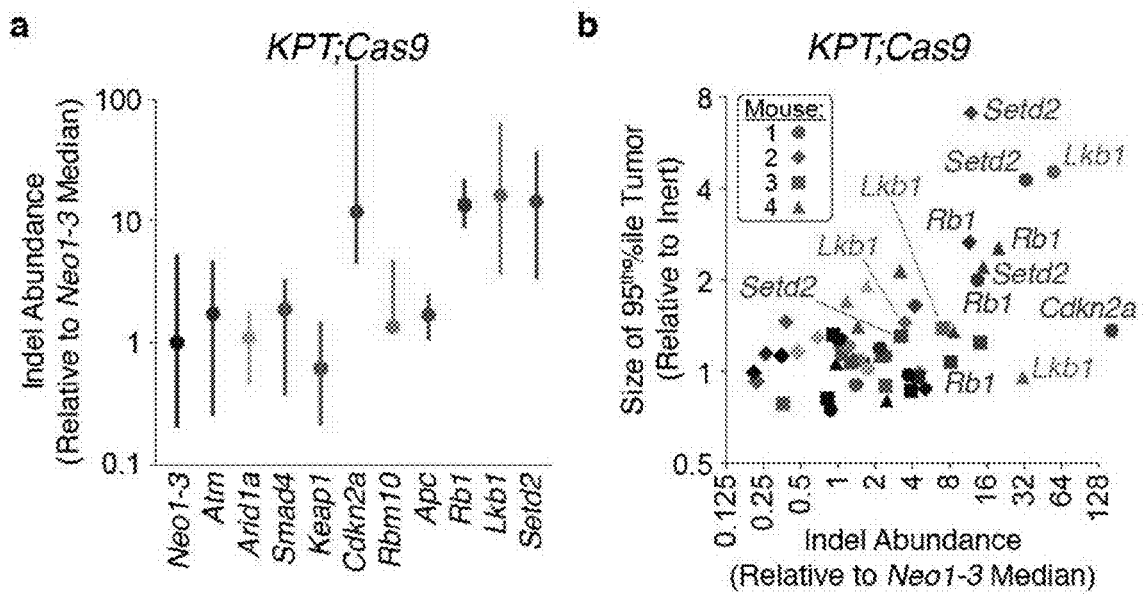 a
KPT;Cas9
Indel Abundance
(Relative to Neo1-3 Median)
100
10
1
0.1
Neo1-3
Atm
Arid1a
Smad4
Keap1
Cdkn2a
Rbm10
Apc
Rb1
Lkb1
Setd2
b
KPT;Cas9
Size of 95th%ile Tumor
(Relative to Inert)
8
4
2
1
0.5
Mouse:
1
2
3
4
Setd2
Setd2
Lkb1
Lkb1
Rb1
Rb1
Lkb1
Setd2
Setd2
Rb1
Cdkn2a
Rb1
Lkb1
0.125
0.25
0.5
1
2
4
8
16
32
64
128
Indel Abundance
(Relative to Neo1-3 Median)